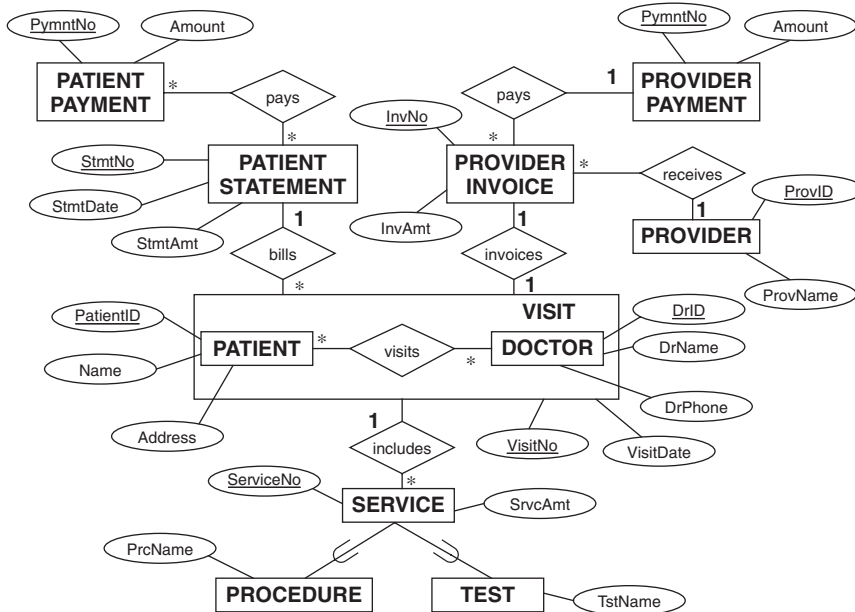 PymntNo
Amount
PymntNo
Amount
PATIENT
PAYMENT
*
pays
pays
1
PROVIDER
PAYMENT
InvNo
*
*
StmtNo
PATIENT
STATEMENT
PROVIDER
INVOICE
*
receives
ProvID
StmtDate
StmtAmt
1
InvAmt
1
1
PROVIDER
bills
invoices
ProvName
*
1
PatientID
VISIT
DrID
PATIENT
*
visits
*
DOCTOR
DrName
Name
DrPhone
Address
1
VisitNo
VisitDate
includes
ServiceNo
*
SERVICE
SrvcAmt
PrcName
PROCEDURE
TEST
TstName